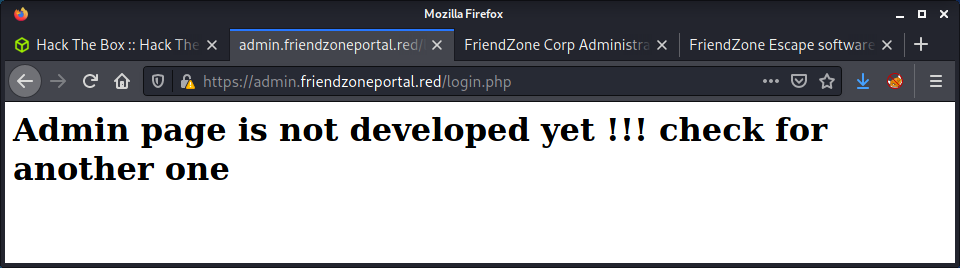 Mozilla Firefox
Hack The Box :: Hack The
admin.friendzoneportal.red/
FriendZone Corp Administra
FriendZone Escape software
https://admin.friendzoneportal.red/login.php
Admin page is not developed yet !!! check for
another one